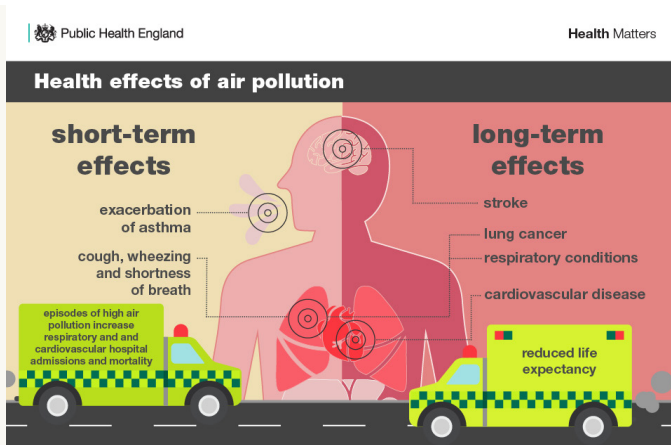 Public Health England
Health Matters
Health effects of air pollution
short-term
effects
exacerbation
of asthma
cough, wheezing
and shortness
of breath
episodes of high air
pollution increase
respiratory and and
cardiovascular hospital
admissions and mortality
long-term
effects
stroke
lung cancer
respiratory conditions
cardiovascular disease
reduced life
expectancy